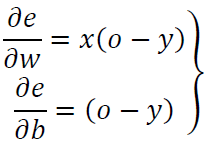 ∂e/∂w = x(o − y)
∂e/∂b = (o − y)